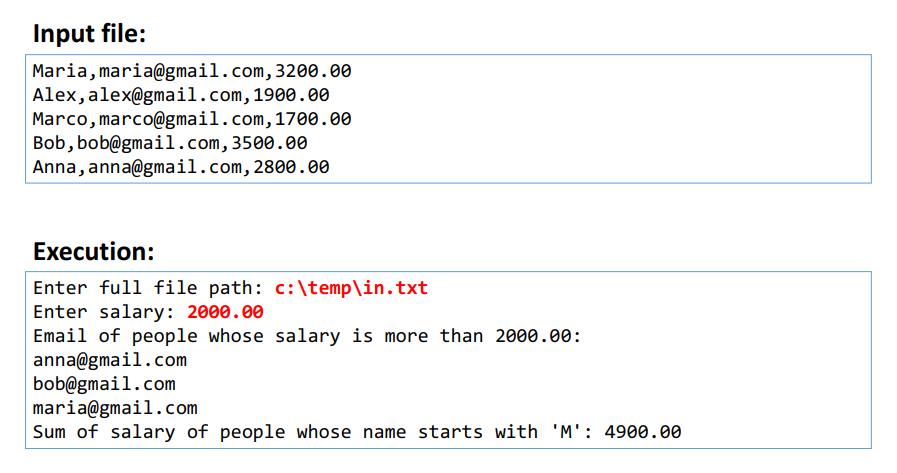 Input file:
Maria,maria@gmail.com,3200.00
Alex,alex@gmail.com,1900.00
Marco,marco@gmail.com,1700.00
Bob,bob@gmail.com,3500.00
Anna,anna@gmail.com,2800.00
Execution:
Enter full file path: c:\temp\in.txt
Enter salary: 2000.00
Email of people whose salary is more than 2000.00:
anna@gmail.com
bob@gmail.com
maria@gmail.com
Sum of salary of people whose name starts with 'M': 4900.00